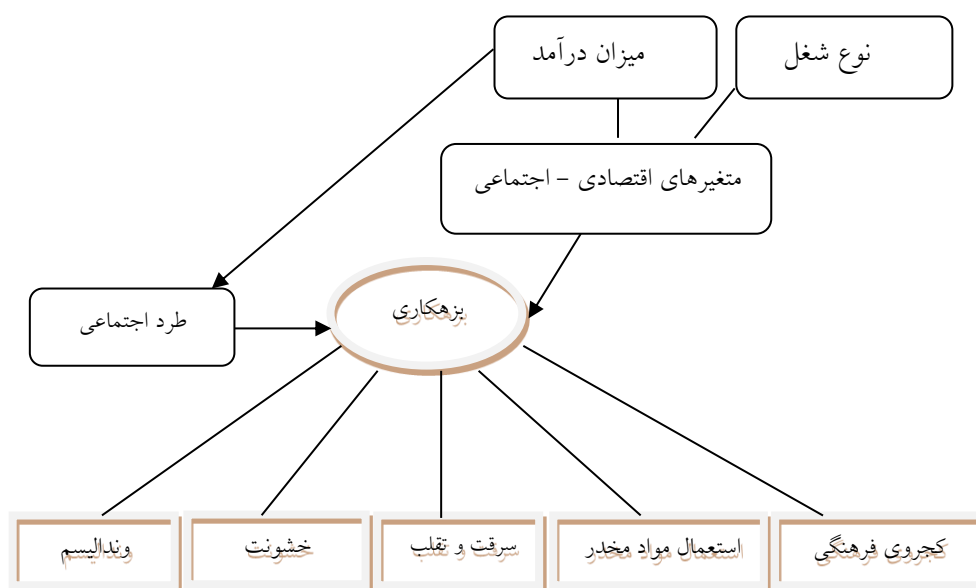 نوع شغل
میزان درآمد
متغیرهای اقتصادی – اجتماعی
بزهکاری
طرد اجتماعی
کجروی فرهنگی
استعمال مواد مخدر
سرقت و تقلب
خشونت
وندالیسم